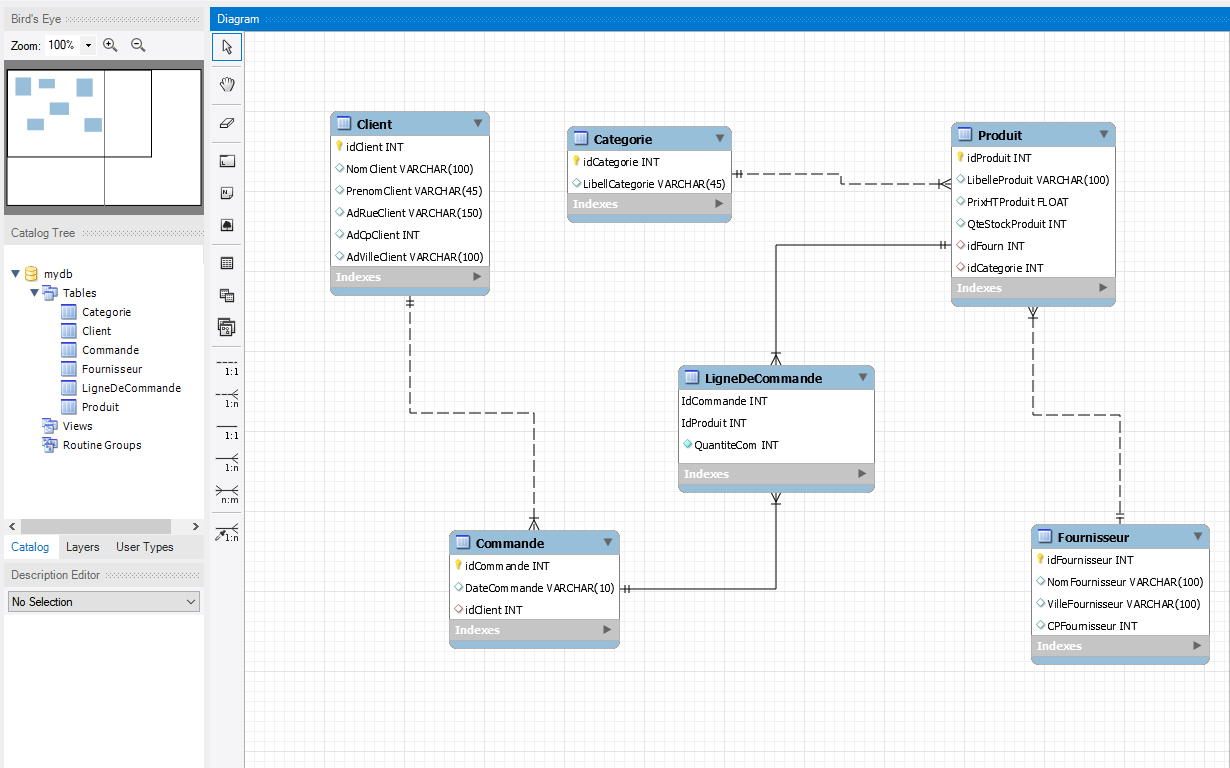 Bird's Eye
Zoom: 100%
Catalog Tree
mydb
Tables
Categorie
Client
Commande
Fournisseur
LigneDeCommande
Produit
Views
Routine Groups
Catalog Layers User Types
Description Editor
No Selection
Diagram
1:1
1:n
1:1
1:n
n:m
1:n
Client
idClient INT
NomClient VARCHAR(100)
PrenomClient VARCHAR(45)
AdRueClient VARCHAR(150)
AdCpClient INT
AdVilleClient VARCHAR(100)
Indexes
Categorie
idCategorie INT
LibellCategorie VARCHAR(45)
Indexes
Produit
idProduit INT
LibelleProduit VARCHAR(100)
PrixHTProduit FLOAT
QteStockProduit INT
idFourn INT
idCategorie INT
Indexes
LigneDeCommande
IdCommande INT
IdProduit INT
QuantiteCom INT
Indexes
Commande
idCommande INT
DateCommande VARCHAR(10)
idClient INT
Indexes
Fournisseur
idFournisseur INT
NomFournisseur VARCHAR(100)
VilleFournisseur VARCHAR(100)
CPFournisseur INT
Indexes